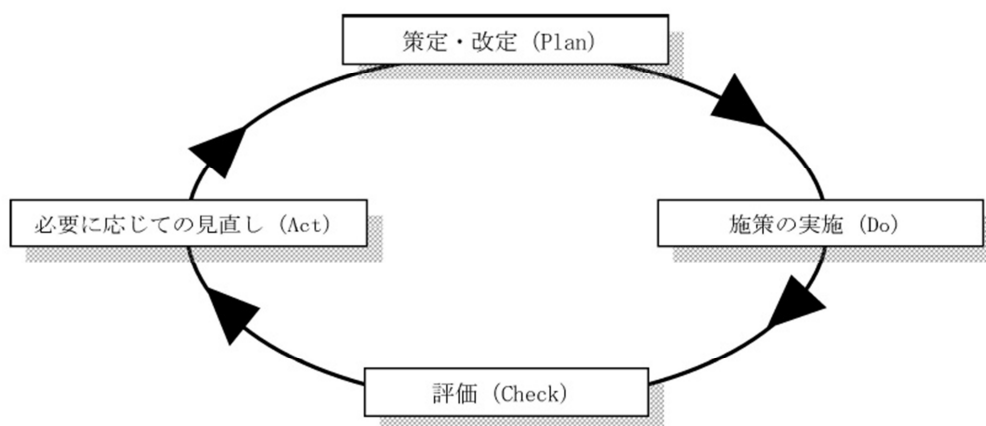 策定・改定 (Plan)
必要に応じての見直し (Act)
施策の実施 (Do)
評価 (Check)